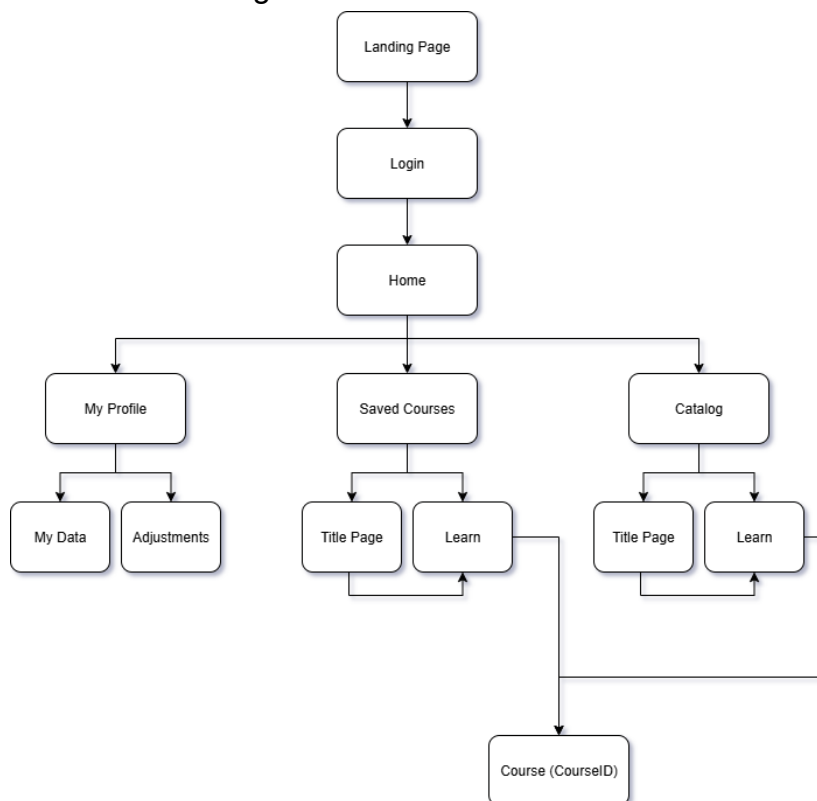 Landing Page
Login
Home
My Profile
Saved Courses
Catalog
My Data
Adjustments
Title Page
Learn
Title Page
Learn
Course (CourseID)